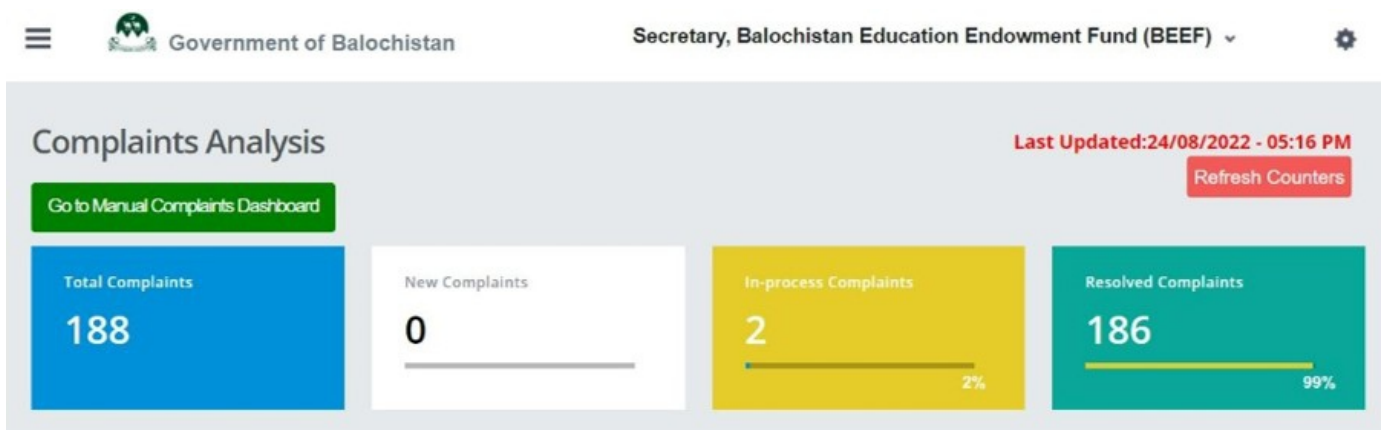 Government of Balochistan
Secretary, Balochistan Education Endowment Fund (BEEF)
Complaints Analysis
Last Updated:24/08/2022 - 05:16 PM
Refresh Counters
Go to Manual Complaints Dashboard
Total Complaints
188
New Complaints
0
In-process Complaints
2
2%
Resolved Complaints
186
99%